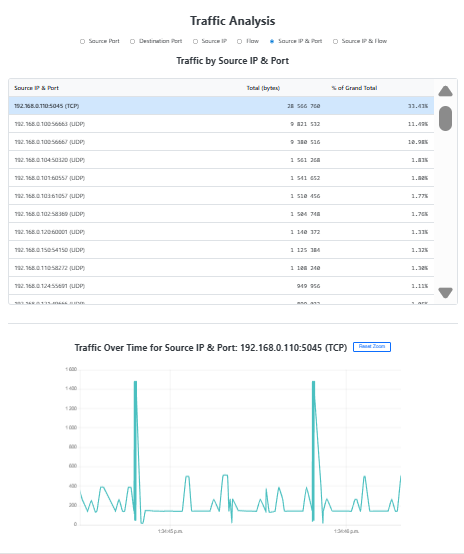 Traffic Analysis
Source Port Destination Port Source IP Flow Source IP & Port Source IP & Flow
Traffic by Source IP & Port
Source IP & Port Total (bytes) % of Grand Total
192.168.0.110:5045 (TCP) 28 566 760 33.43%
192.168.0.100:56663 (UDP) 9 821 532 11.49%
192.168.0.100:56667 (UDP) 9 380 516 10.98%
192.168.0.104:50320 (UDP) 1 561 268 1.83%
192.168.0.101:60557 (UDP) 1 541 652 1.80%
192.168.0.103:61057 (UDP) 1 510 456 1.77%
192.168.0.102:58369 (UDP) 1 504 748 1.76%
192.168.0.120:60001 (UDP) 1 140 372 1.33%
192.168.0.150:54150 (UDP) 1 125 384 1.32%
192.168.0.110:58272 (UDP) 1 108 240 1.30%
192.168.0.124:55691 (UDP) 949 956 1.11%
Traffic Over Time for Source IP & Port: 192.168.0.110:5045 (TCP) Reset Zoom
1 600
1 400
1 200
1 000
800
600
400
200
0
1:34:45 p.m. 1:34:46 p.m.